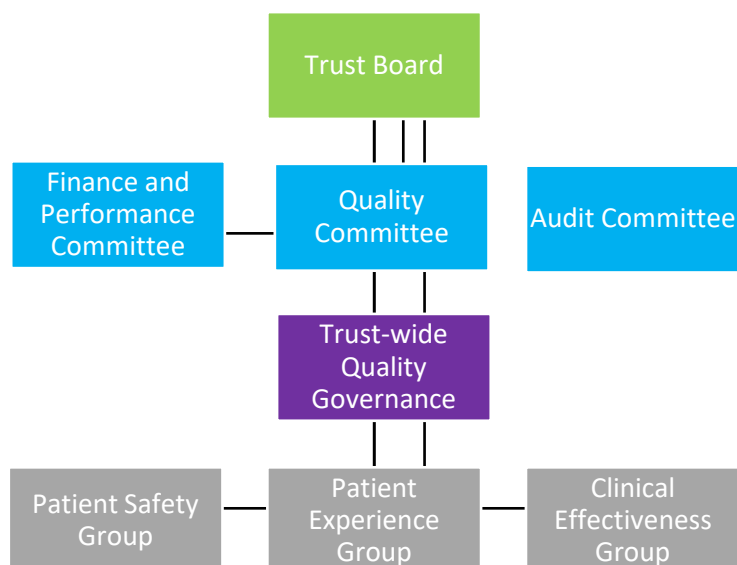 Trust Board
Finance and
Performance
Committee
Quality
Committee
Audit Committee
Trust-wide
Quality
Governance
Patient Safety
Group
Patient
Experience
Group
Clinical
Effectiveness
Group